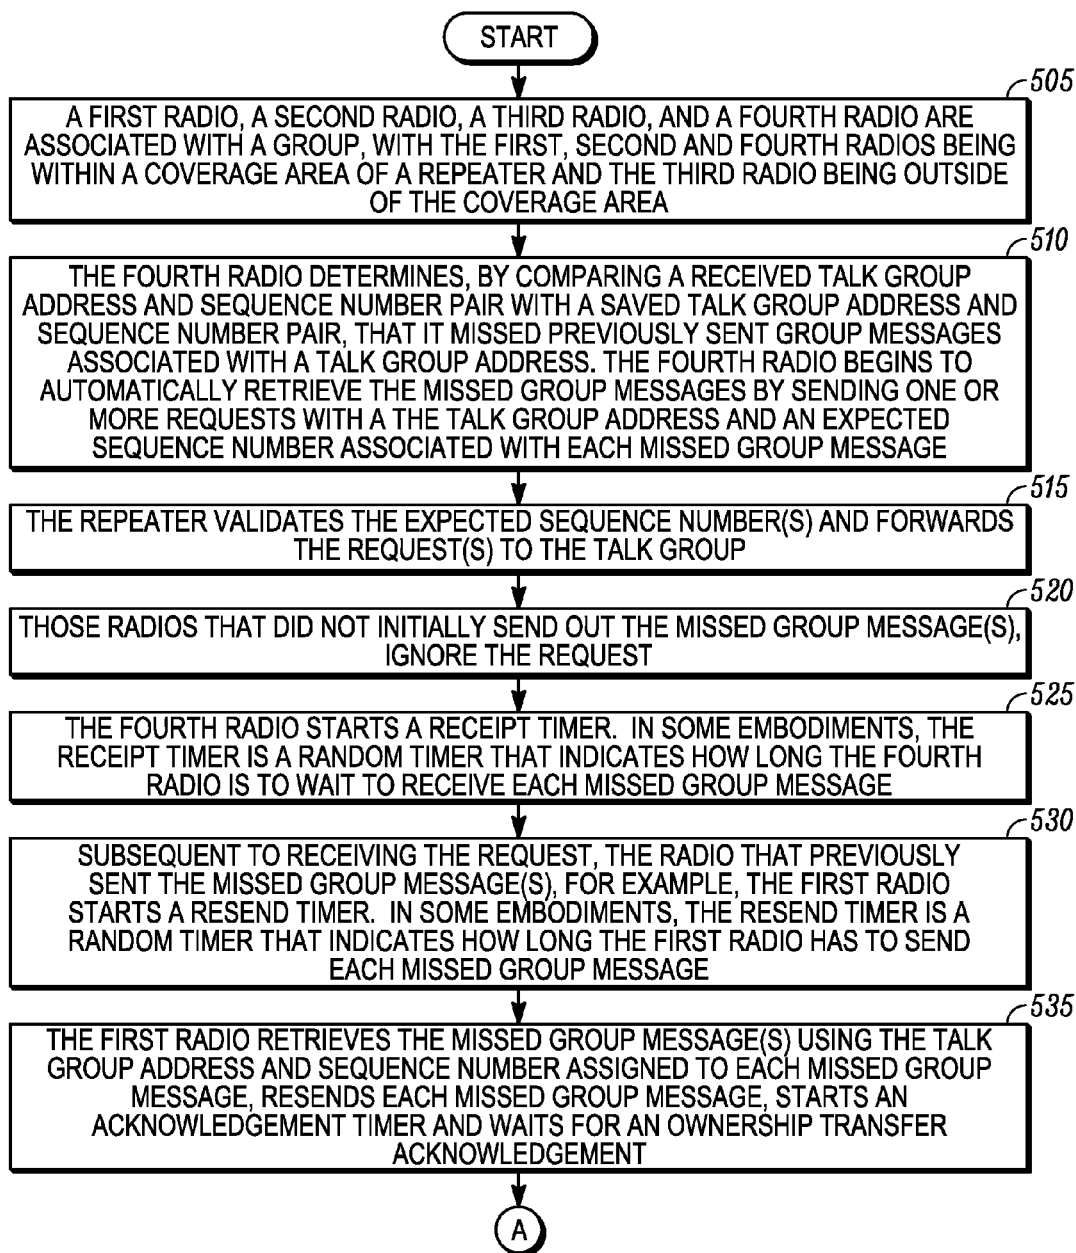 START
505
A FIRST RADIO, A SECOND RADIO, A THIRD RADIO, AND A FOURTH RADIO ARE
ASSOCIATED WITH A GROUP, WITH THE FIRST, SECOND AND FOURTH RADIOS BEING
WITHIN A COVERAGE AREA OF A REPEATER AND THE THIRD RADIO BEING OUTSIDE
OF THE COVERAGE AREA
510
THE FOURTH RADIO DETERMINES, BY COMPARING A RECEIVED TALK GROUP
ADDRESS AND SEQUENCE NUMBER PAIR WITH A SAVED TALK GROUP ADDRESS AND
SEQUENCE NUMBER PAIR, THAT IT MISSED PREVIOUSLY SENT GROUP MESSAGES
ASSOCIATED WITH A TALK GROUP ADDRESS. THE FOURTH RADIO BEGINS TO
AUTOMATICALLY RETRIEVE THE MISSED GROUP MESSAGES BY SENDING ONE OR
MORE REQUESTS WITH A THE TALK GROUP ADDRESS AND AN EXPECTED
SEQUENCE NUMBER ASSOCIATED WITH EACH MISSED GROUP MESSAGE
515
THE REPEATER VALIDATES THE EXPECTED SEQUENCE NUMBER(S) AND FORWARDS
THE REQUEST(S) TO THE TALK GROUP
520
THOSE RADIOS THAT DID NOT INITIALLY SEND OUT THE MISSED GROUP MESSAGE(S),
IGNORE THE REQUEST
525
THE FOURTH RADIO STARTS A RECEIPT TIMER. IN SOME EMBODIMENTS, THE
RECEIPT TIMER IS A RANDOM TIMER THAT INDICATES HOW LONG THE FOURTH
RADIO IS TO WAIT TO RECEIVE EACH MISSED GROUP MESSAGE
530
SUBSEQUENT TO RECEIVING THE REQUEST, THE RADIO THAT PREVIOUSLY
SENT THE MISSED GROUP MESSAGE(S), FOR EXAMPLE, THE FIRST RADIO
STARTS A RESEND TIMER. IN SOME EMBODIMENTS, THE RESEND TIMER IS A
RANDOM TIMER THAT INDICATES HOW LONG THE FIRST RADIO HAS TO SEND
EACH MISSED GROUP MESSAGE
535
THE FIRST RADIO RETRIEVES THE MISSED GROUP MESSAGE(S) USING THE TALK
GROUP ADDRESS AND SEQUENCE NUMBER ASSIGNED TO EACH MISSED GROUP
MESSAGE, RESENDS EACH MISSED GROUP MESSAGE, STARTS AN
ACKNOWLEDGEMENT TIMER AND WAITS FOR AN OWNERSHIP TRANSFER
ACKNOWLEDGEMENT
A